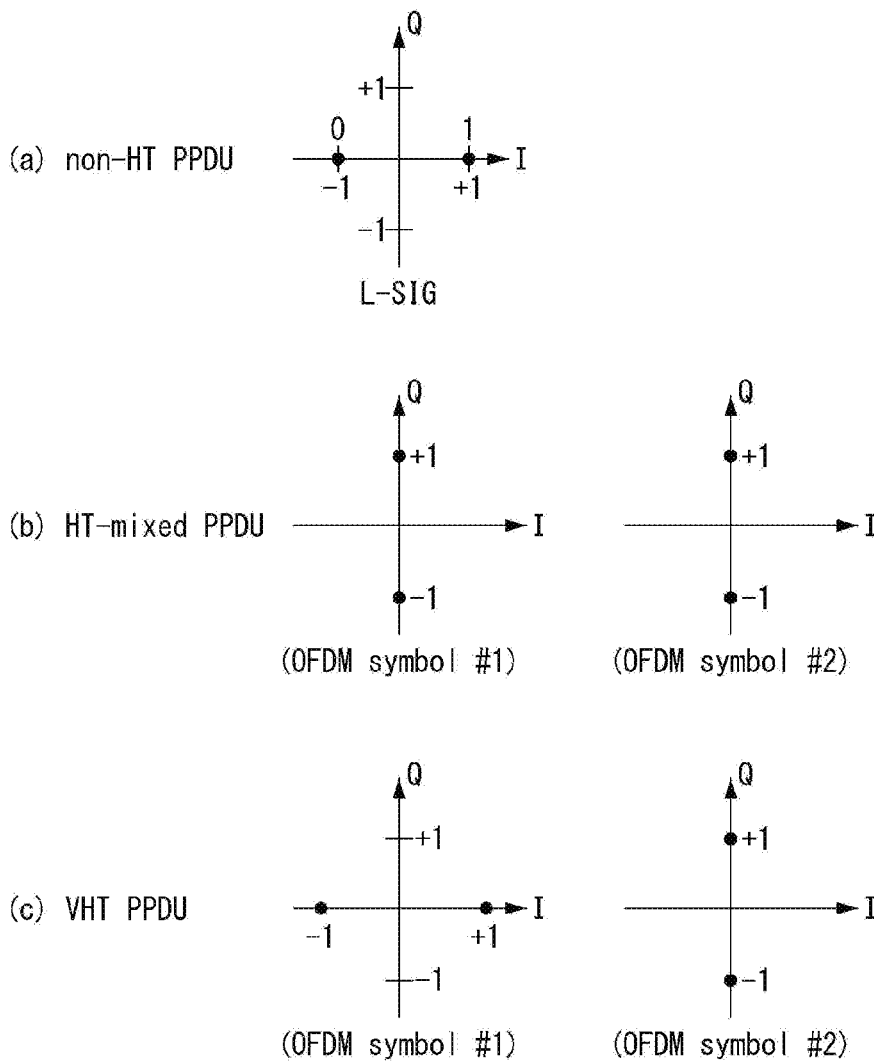 Q
+1
0 1
(a) non-HT PPDU
I
-1 +1
-1
L-SIG
Q Q
+1 +1
(b) HT-mixed PPDU
I I
-1 -1
(OFDM symbol #1) (OFDM symbol #2)
Q Q
+1 +1
(c) VHT PPDU
I I
-1 +1
-1 -1
(OFDM symbol #1) (OFDM symbol #2)